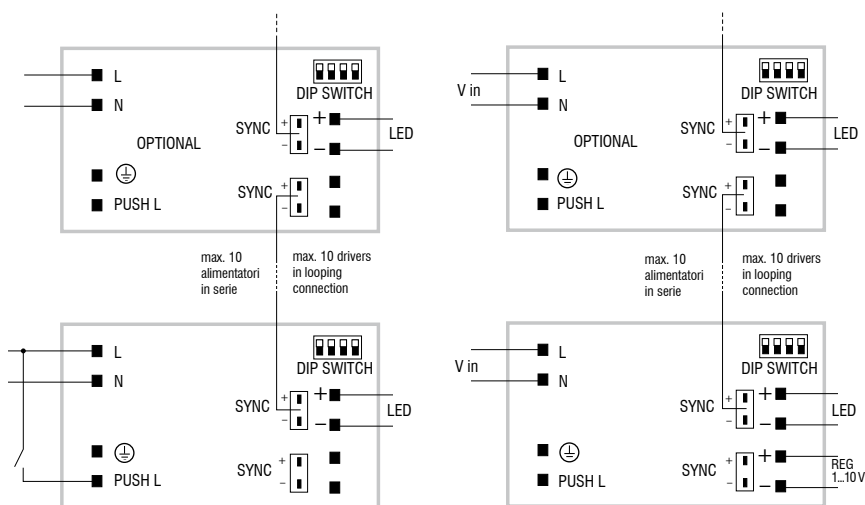 L
N
DIP SWITCH
SYNC
+
−
+
−
LED
OPTIONAL
PUSH L
SYNC
+
−
V in
L
N
DIP SWITCH
SYNC
+
−
+
−
LED
OPTIONAL
PUSH L
SYNC
+
−
max. 10
alimentatori
in serie
max. 10 drivers
in looping
connection
max. 10
alimentatori
in serie
max. 10 drivers
in looping
connection
L
N
DIP SWITCH
SYNC
+
−
+
−
LED
PUSH L
SYNC
+
−
V in
L
N
DIP SWITCH
SYNC
+
−
+
−
LED
PUSH L
SYNC
+
−
+
−
REG
1...10 V